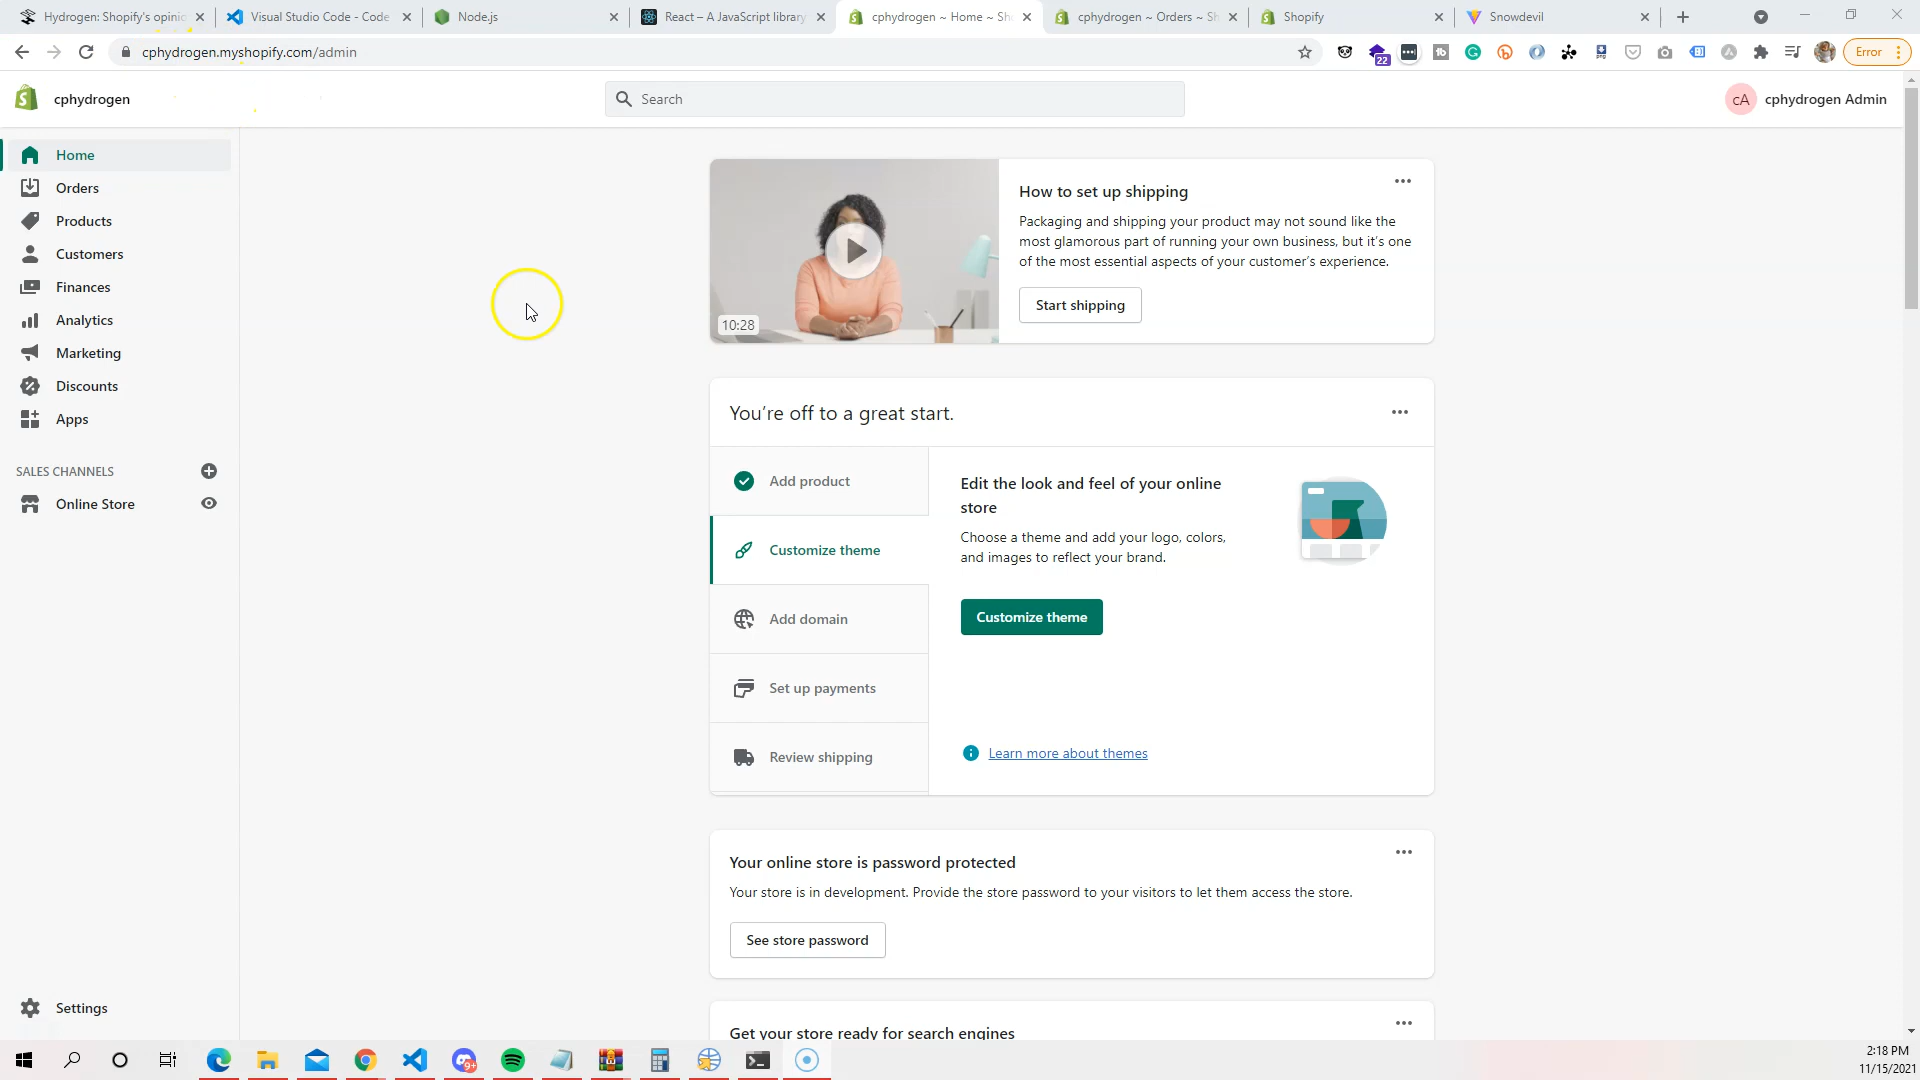 Hydrogen: Shopify's opinio
Visual Studio Code - Code
Node.js
React – A JavaScript library
cphydrogen ~ Home ~ Sh
cphydrogen ~ Orders ~ Sh
Shopify
Snowdevil
cphydrogen.myshopify.com/admin
22
Error
cphydrogen
Search
cA
cphydrogen Admin
Home
Orders
Products
Customers
Finances
Analytics
Marketing
Discounts
Apps
SALES CHANNELS
Online Store
Settings
10:28
How to set up shipping
Packaging and shipping your product may not sound like the
most glamorous part of running your own business, but it's one
of the most essential aspects of your customer's experience.
Start shipping
You're off to a great start.
Add product
Customize theme
Add domain
Set up payments
Review shipping
Edit the look and feel of your online
store
Choose a theme and add your logo, colors,
and images to reflect your brand.
Customize theme
Learn more about themes
Your online store is password protected
Your store is in development. Provide the store password to your visitors to let them access the store.
See store password
Get your store ready for search engines
9+
2:18 PM
11/15/2021